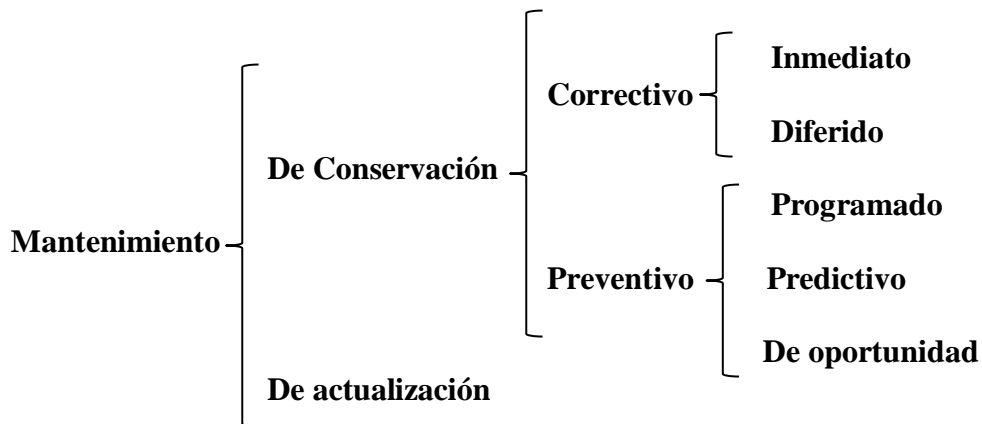 Mantenimiento
De Conservación
Correctivo
Inmediato
Diferido
Preventivo
Programado
Predictivo
De oportunidad
De actualización